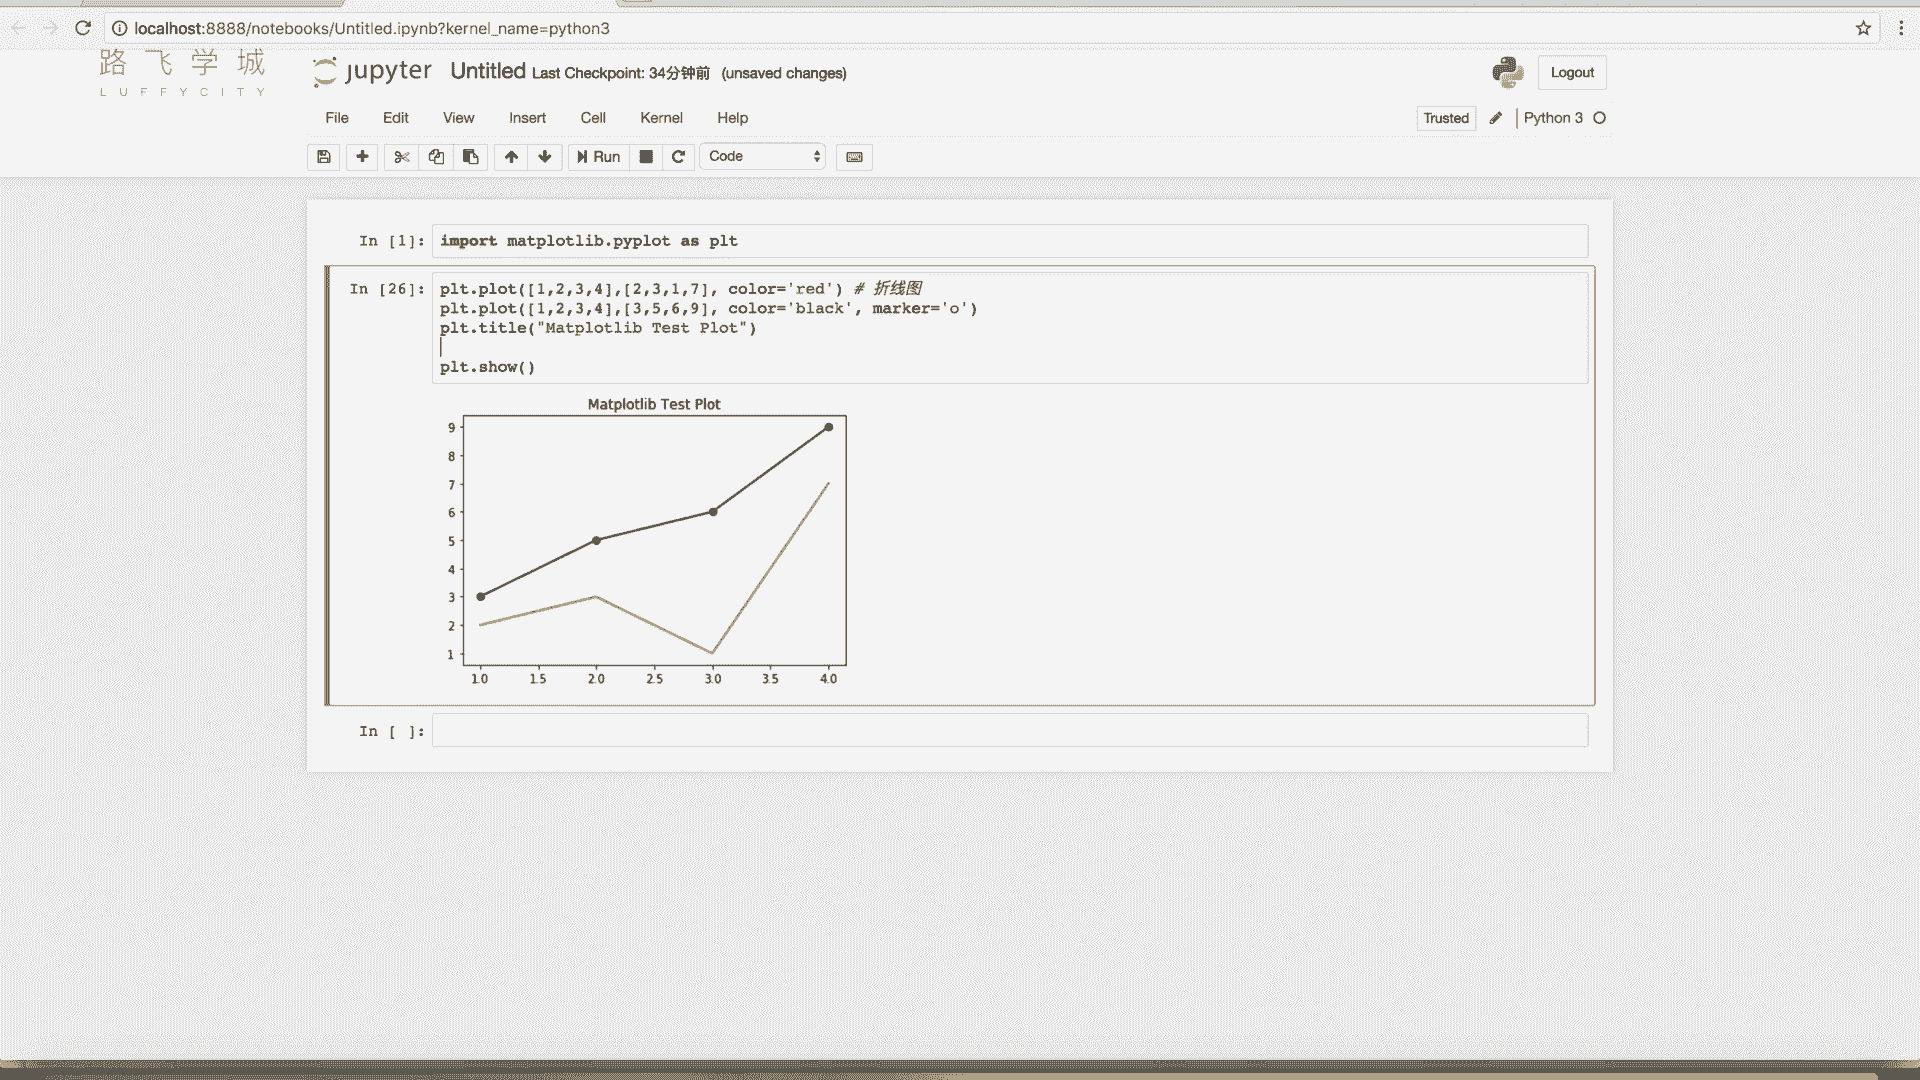 localhost:8888/notebooks/Untitled.ipynb?kernel_name=python3
路飞学城
LUFFYCITY
jupyter Untitled Last Checkpoint: 34分钟前 (unsaved changes)
Logout
File Edit View Insert Cell Kernel Help
Trusted
Python 3
Run
Code
In [1]: import matplotlib.pyplot as plt
In [26]: plt.plot([1,2,3,4],[2,3,1,7], color='red') # 折线图
plt.plot([1,2,3,4],[3,5,6,9], color='black', marker='o')
plt.title("Matplotlib Test Plot")
plt.show()
Matplotlib Test Plot
9
8
7
6
5
4
3
2
1
1.0 1.5 2.0 2.5 3.0 3.5 4.0
In [ ]: